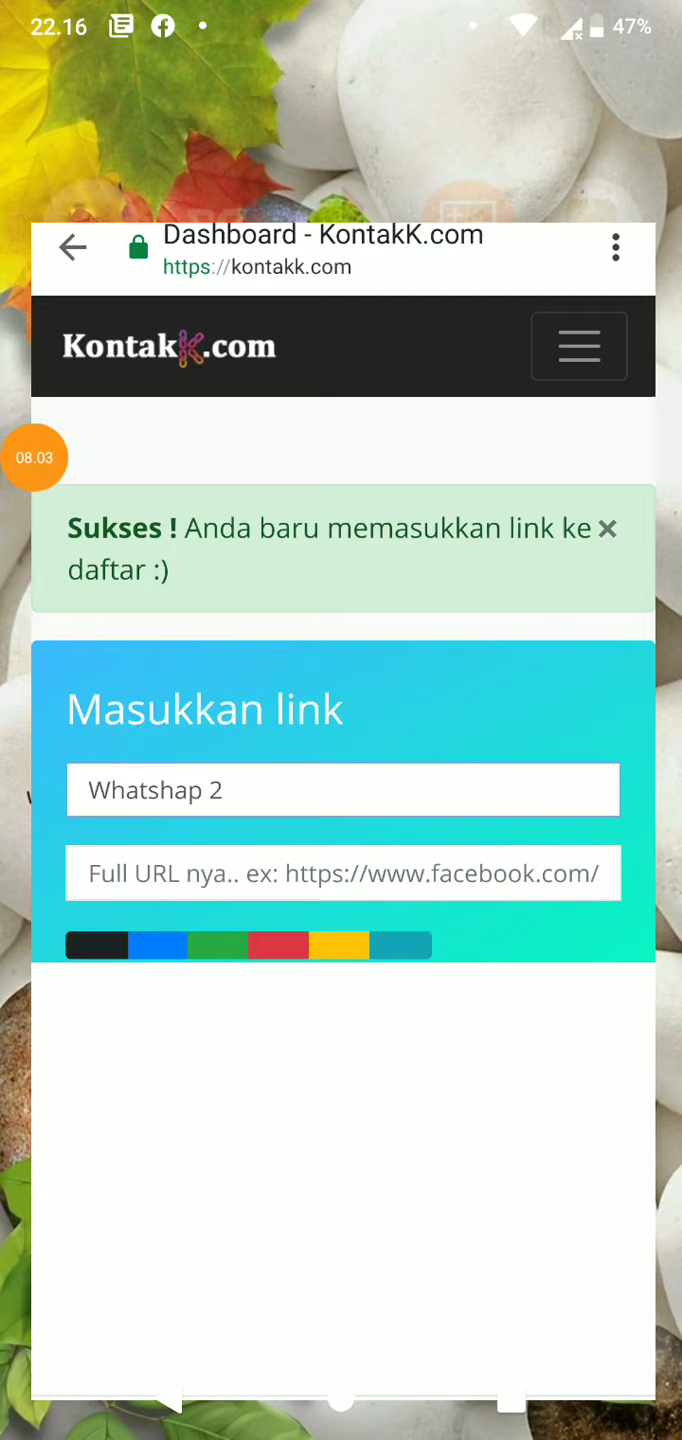 22.16
47%
Dashboard - KontakK.com
https://kontakk.com
KontakK.com
08.03
Sukses ! Anda baru memasukkan link ke
daftar :)
Masukkan link
Whatshap 2
Full URL nya.. ex: https://www.facebook.com/